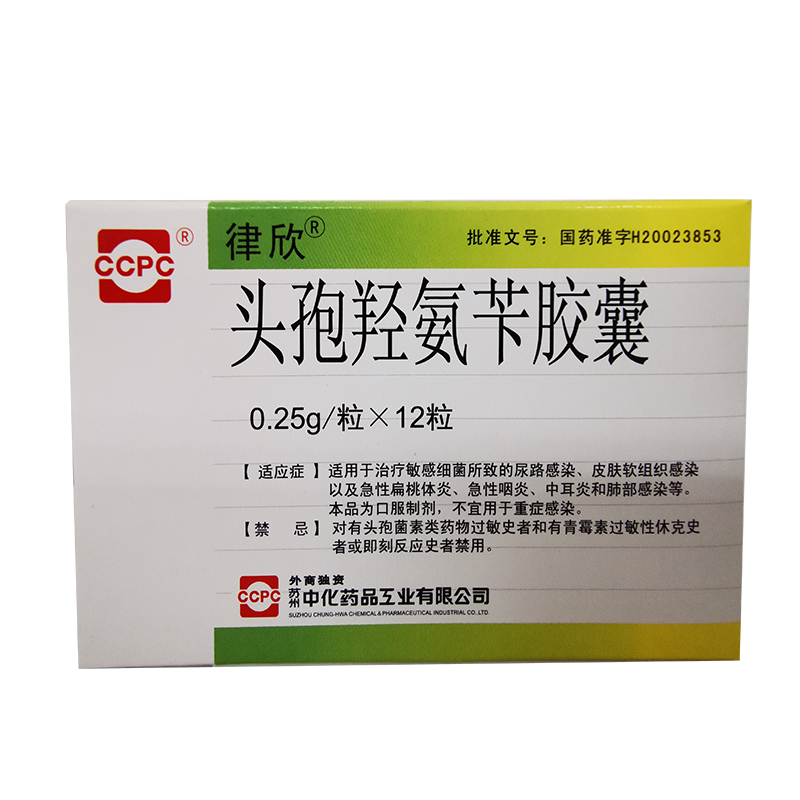 CCPC®
律欣®
批准文号：国药准字H20023853
头孢羟氨苄胶囊
0.25g/粒×12粒
【适应症】适用于治疗敏感细菌所致的尿路感染、皮肤软组织感染
以及急性扁桃体炎、急性咽炎、中耳炎和肺部感染等。
本品为口服制剂，不宜用于重症感染。
【禁 忌】对有头孢菌素类药物过敏史者和有青霉素过敏性休克史
者或即刻反应史者禁用。
CCPC
外商独资
苏州中化药品工业有限公司
SUZHOU CHUNG-HWA CHEMICAL & PHARMACEUTICAL INDUSTRIAL CO.,LTD.